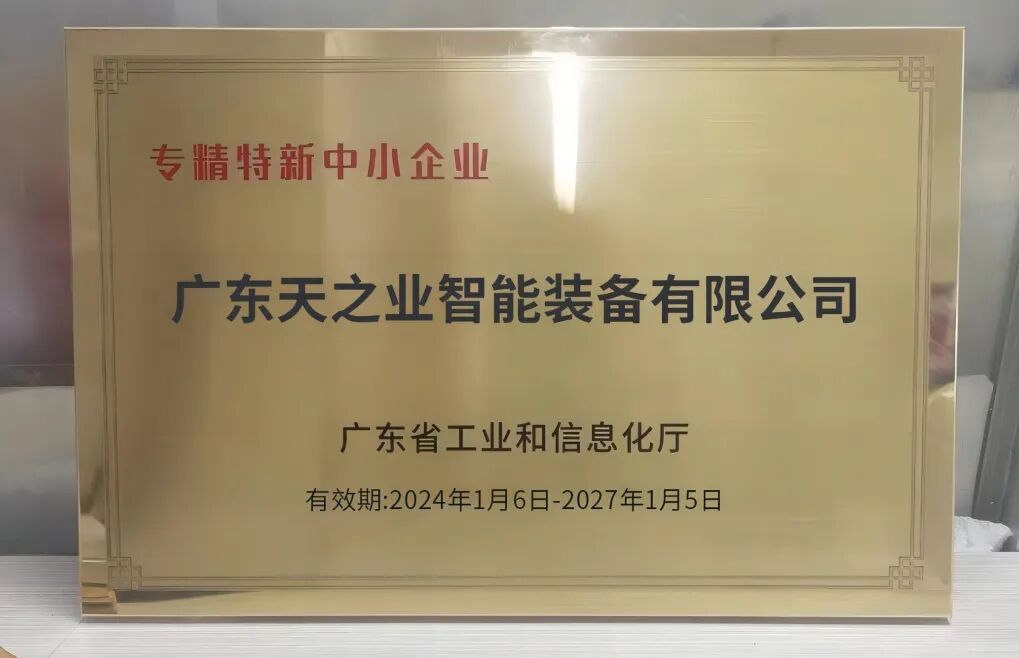 专精特新中小企业
广东天之业智能装备有限公司
广东省工业和信息化厅
有效期:2024年1月6日-2027年1月5日